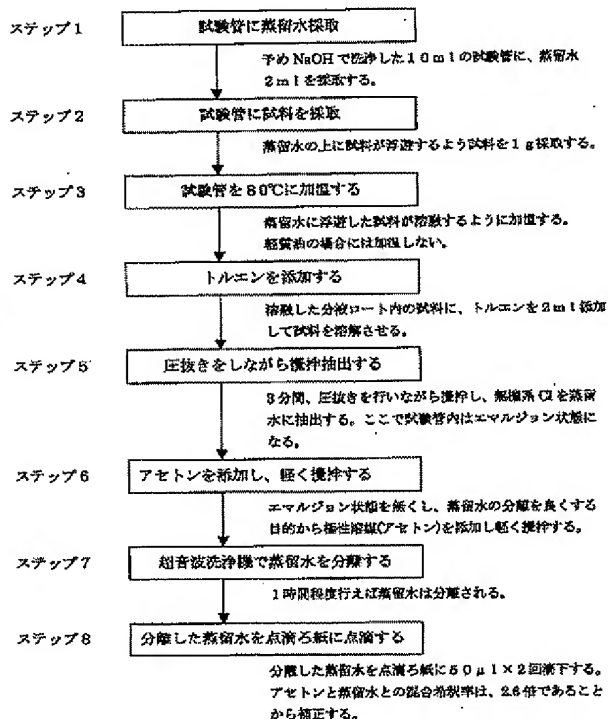 ステップ1
試験管に蒸留水採取
予め NaOH で洗浄した10mlの試験管に、蒸留水
2mlを採取する。
ステップ2
試験管に試料を採取
蒸留水の上に試料が浮遊するよう試料を1g採取する。
ステップ3
試験管を80℃に加温する
蒸留水に浮遊した試料が溶融するように加温する。
軽質油の場合には加温しない。
ステップ4
トルエンを添加する
溶融した分液ロート内の試料に、トルエンを2ml添加
して試料を溶解させる。
ステップ5
圧抜きをしながら攪拌抽出する
3分間、圧抜きを行いながら攪拌し、無機系 Cl を蒸留
水に抽出する。ここで試験管内はエマルジョン状態に
なる。
ステップ6
アセトンを添加し、軽く攪拌する
エマルジョン状態を無くし、蒸留水の分離を良くする
目的から極性溶媒(アセトン)を添加し軽く攪拌する。
ステップ7
超音波洗浄機で蒸留水を分離する
1時間程度行えば蒸留水は分離される。
ステップ8
分離した蒸留水を点滴ろ紙に点滴する
分離した蒸留水を点滴ろ紙に50μl×2回滴下する。
アセトンと蒸留水との混合希釈率は、2.6倍であること
から補正する。